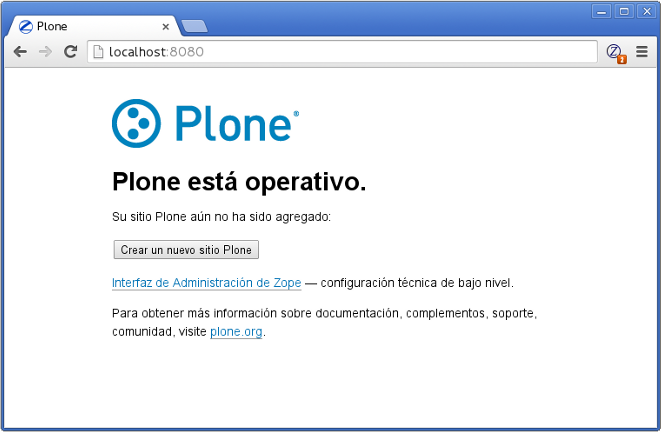 Plone
localhost:8080
2
Plone®
Plone está operativo.
Su sitio Plone aún no ha sido agregado:
Crear un nuevo sitio Plone
Interfaz de Administración de Zope — configuración técnica de bajo nivel.
Para obtener más información sobre documentación, complementos, soporte,
comunidad, visite plone.org.